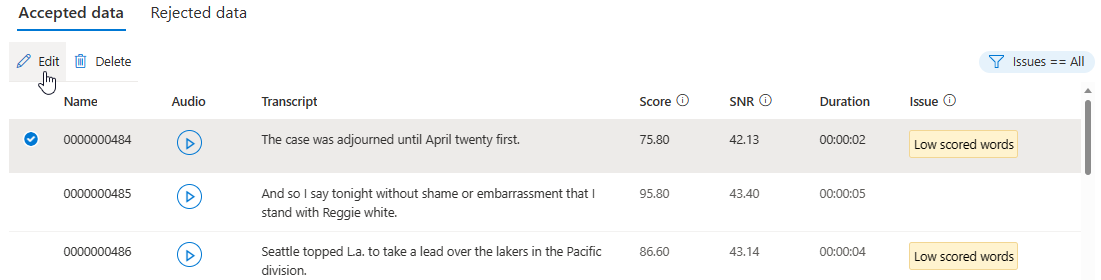 Accepted data Rejected data
Edit Delete Issues == All
Name Audio Transcript Score SNR Duration Issue
0000000484 The case was adjourned until April twenty first. 75.80 42.13 00:00:02 Low scored words
0000000485 And so I say tonight without shame or embarrassment that I 95.80 43.40 00:00:05
stand with Reggie white.
0000000486 Seattle topped L.a. to take a lead over the lakers in the Pacific 86.60 43.14 00:00:04 Low scored words
division.